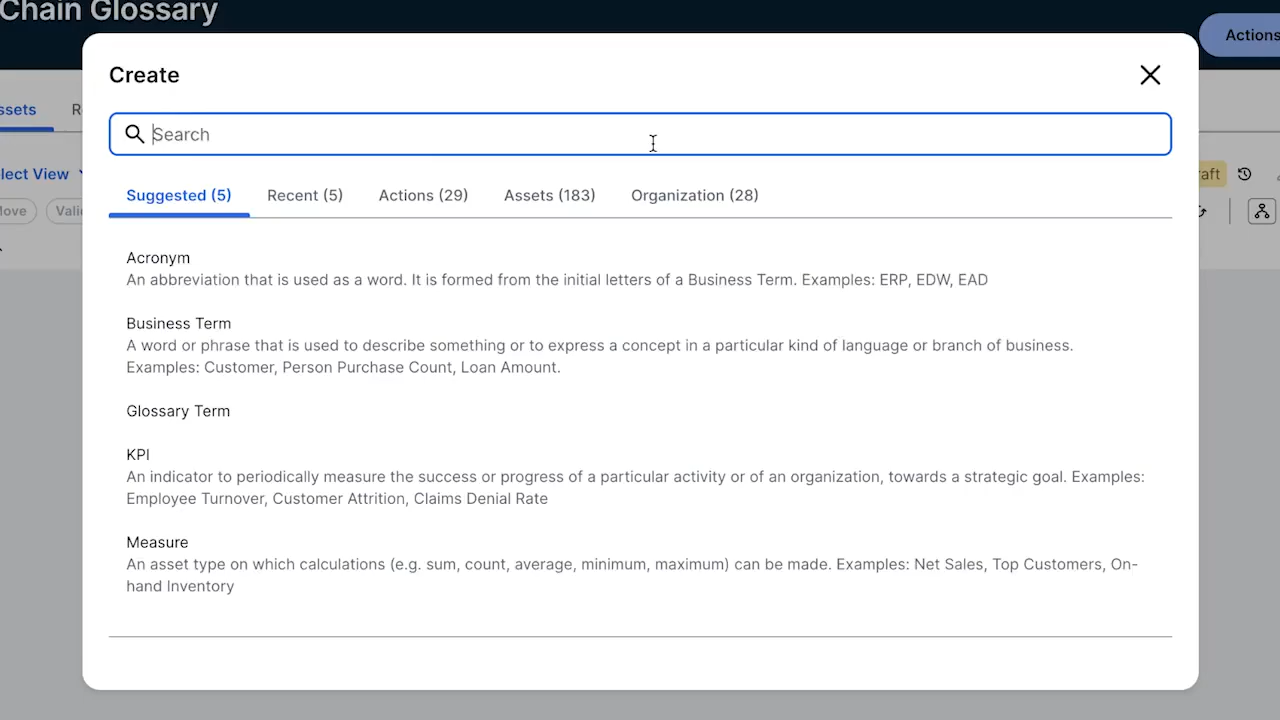 Chain Glossary
Actions
Create
Search
Suggested (5) Recent (5) Actions (29) Assets (183) Organization (28)
Acronym
An abbreviation that is used as a word. It is formed from the initial letters of a Business Term. Examples: ERP, EDW, EAD
Business Term
A word or phrase that is used to describe something or to express a concept in a particular kind of language or branch of business.
Examples: Customer, Person Purchase Count, Loan Amount.
Glossary Term
KPI
An indicator to periodically measure the success or progress of a particular activity or of an organization, towards a strategic goal. Examples:
Employee Turnover, Customer Attrition, Claims Denial Rate
Measure
An asset type on which calculations (e.g. sum, count, average, minimum, maximum) can be made. Examples: Net Sales, Top Customers, On-
hand Inventory
ssets R
lect View
raft
Move Valid